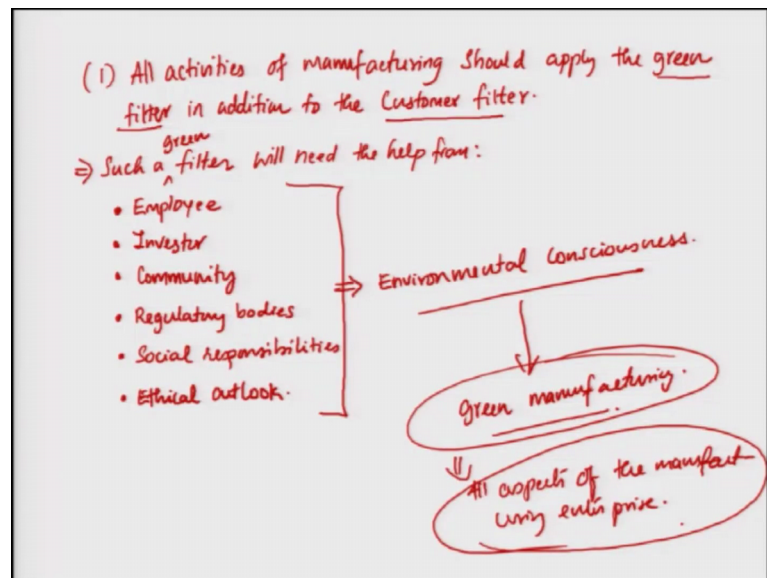 (1) All activities of manufacturing should apply the green
filter in addition to the Customer filter.
⇒ Such a green filter will need the help from:
• Employee
• Investor
• Community
• Regulatory bodies
• Social responsibilities
• Ethical outlook.
⇒ Environmental consciousness.
green manufacturing.
All aspects of the manufact
uring enterprise.